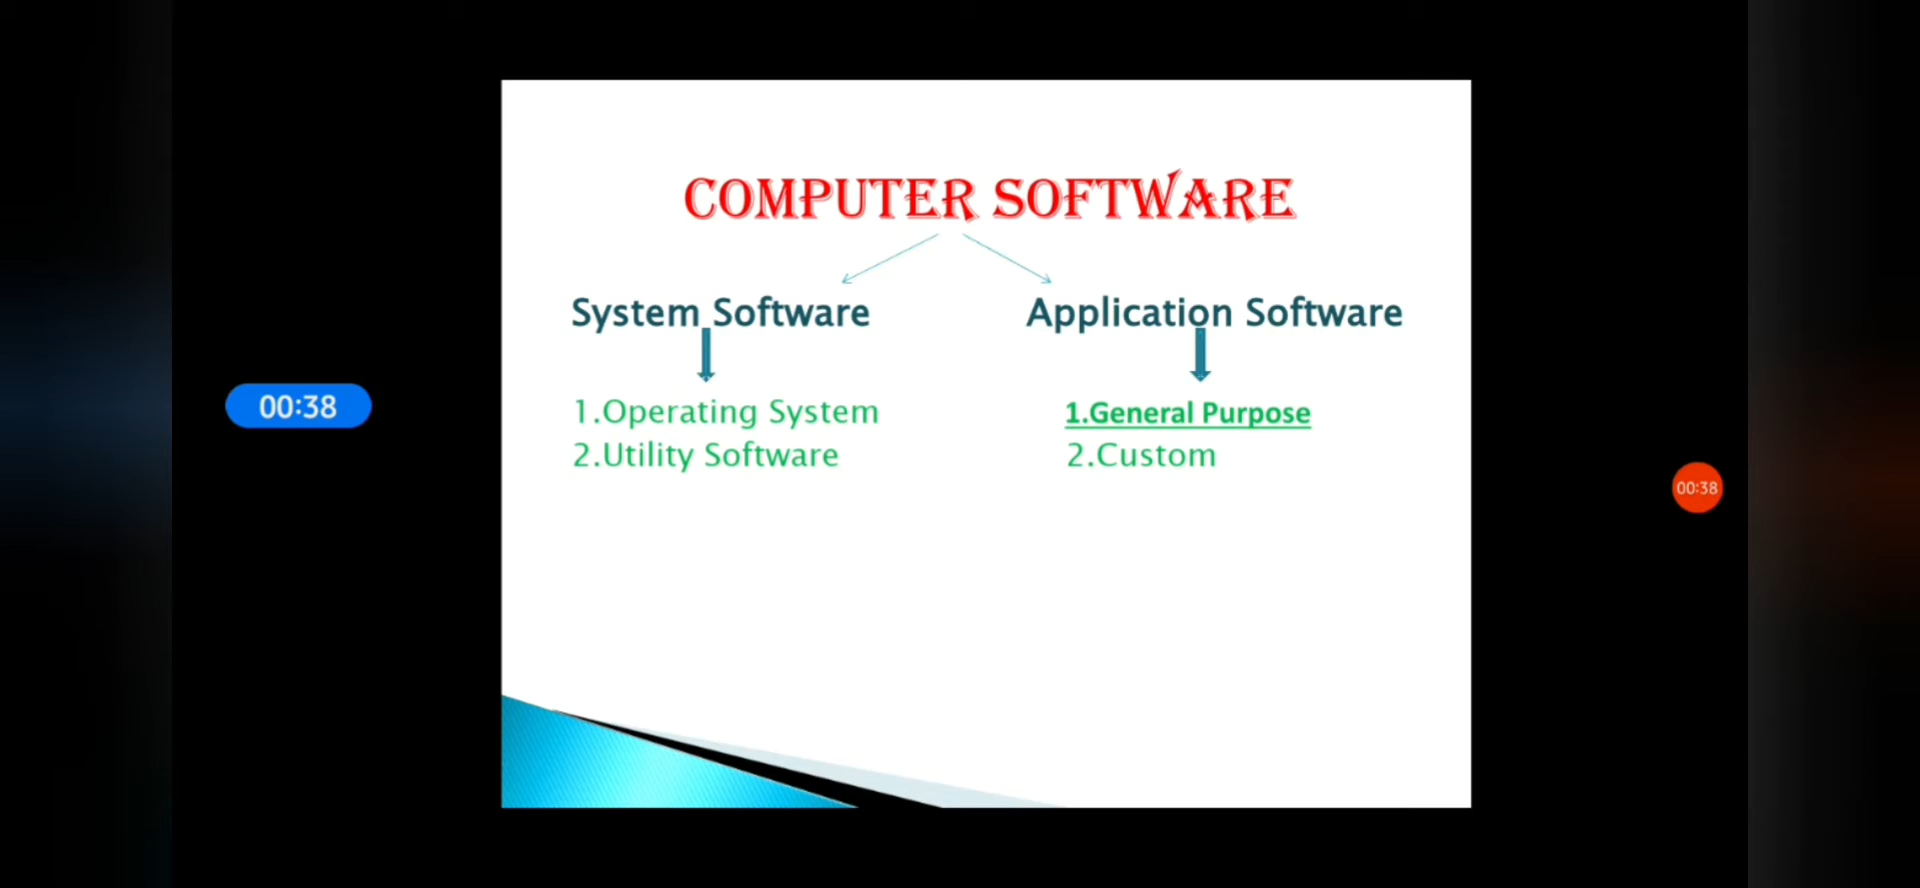 COMPUTER SOFTWARE
System Software
Application Software
1.Operating System
2.Utility Software
1.General Purpose
2.Custom
00:38
00:38